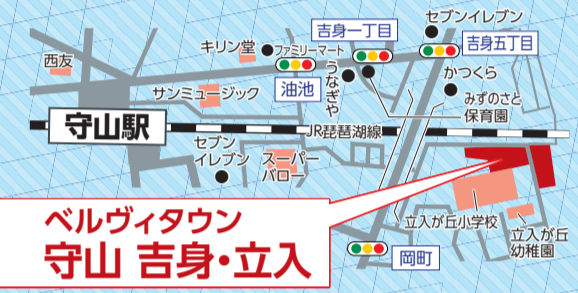 吉身一丁目
セブンイレブン
キリン堂
ファミリーマート
吉身五丁目
西友
油池
うなぎや
かつくら
サンミュージック
みずのさと
保育園
守山駅
JR琵琶湖線
セブン
イレブン
スーパー
バロー
ベルヴィタウン
守山 吉身・立入
立入が丘小学校
立入が丘
幼稚園
岡町